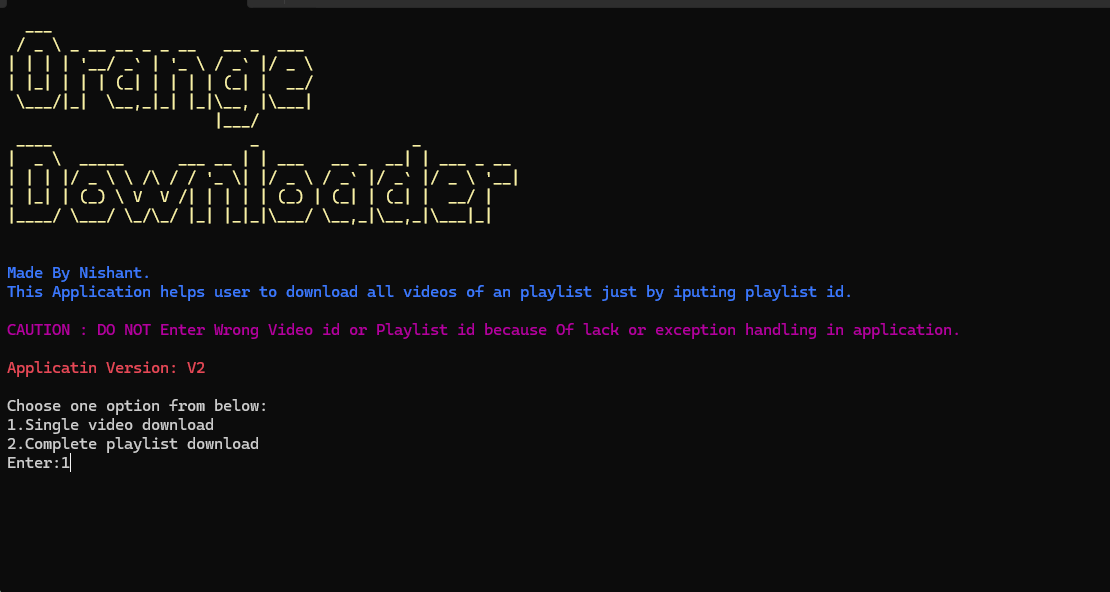 Orange
Downloader
Made By Nishant.
This Application helps user to download all videos of an playlist just by iputing playlist id.
CAUTION : DO NOT Enter Wrong Video id or Playlist id because Of lack or exception handling in application.
Applicatin Version: V2
Choose one option from below:
1.Single video download
2.Complete playlist download
Enter:1